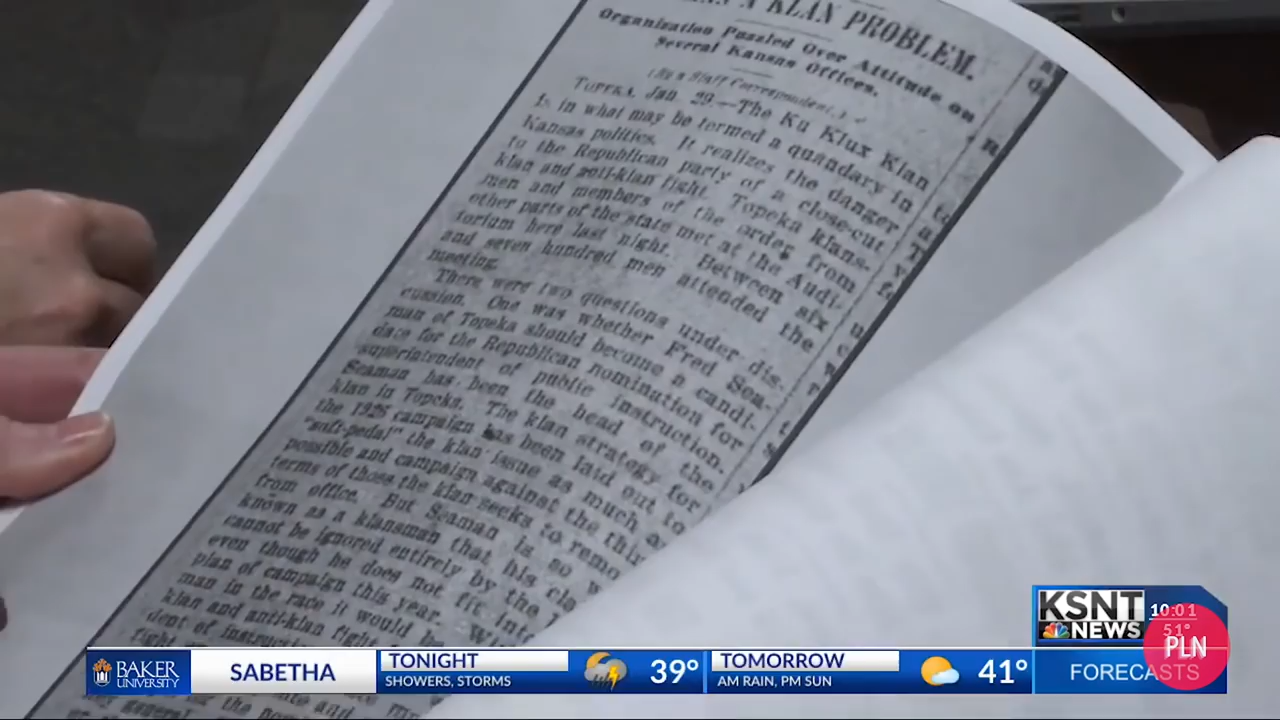 A KLAN PROBLEM.
Organization Puzzled Over Attitude on
Several Kansas Offices.
(By a Staff Correspondent.)
TOPEKA, Jan. 29.—The Ku Klux Klan
is in what may be termed a quandary in
Kansas politics. It realizes the danger
to the Republican party of a close-cut
klan and anti-klan fight. Topeka klans-
men and members of the order from
other parts of the state met at the Audi-
torium here last night. Between six
and seven hundred men attended the
meeting.
There were two questions under dis-
cussion. One was whether Fred Sea-
man of Topeka should become a candi-
date for the Republican nomination for
superintendent of public instruction.
Seaman has been the head of the
klan in Topeka. The klan strategy for
the 1926 campaign has been laid out to
"soft-pedal" the klan issue as much as
possible and campaign against the thir
terms of those the klan seeks to remo
from office. But Seaman is so w
known as a klansman that his cla
cannot be ignored entirely by the
even though he does not fit into
plan of campaign this year. Wi
man in the race it would be
klan and anti-klan fight
dent of instructi
fight
KSNT
NEWS
10:01
51°
PLN
BAKER
UNIVERSITY
SABETHA
TONIGHT
SHOWERS, STORMS
39°
TOMORROW
AM RAIN, PM SUN
41°
FORECASTS